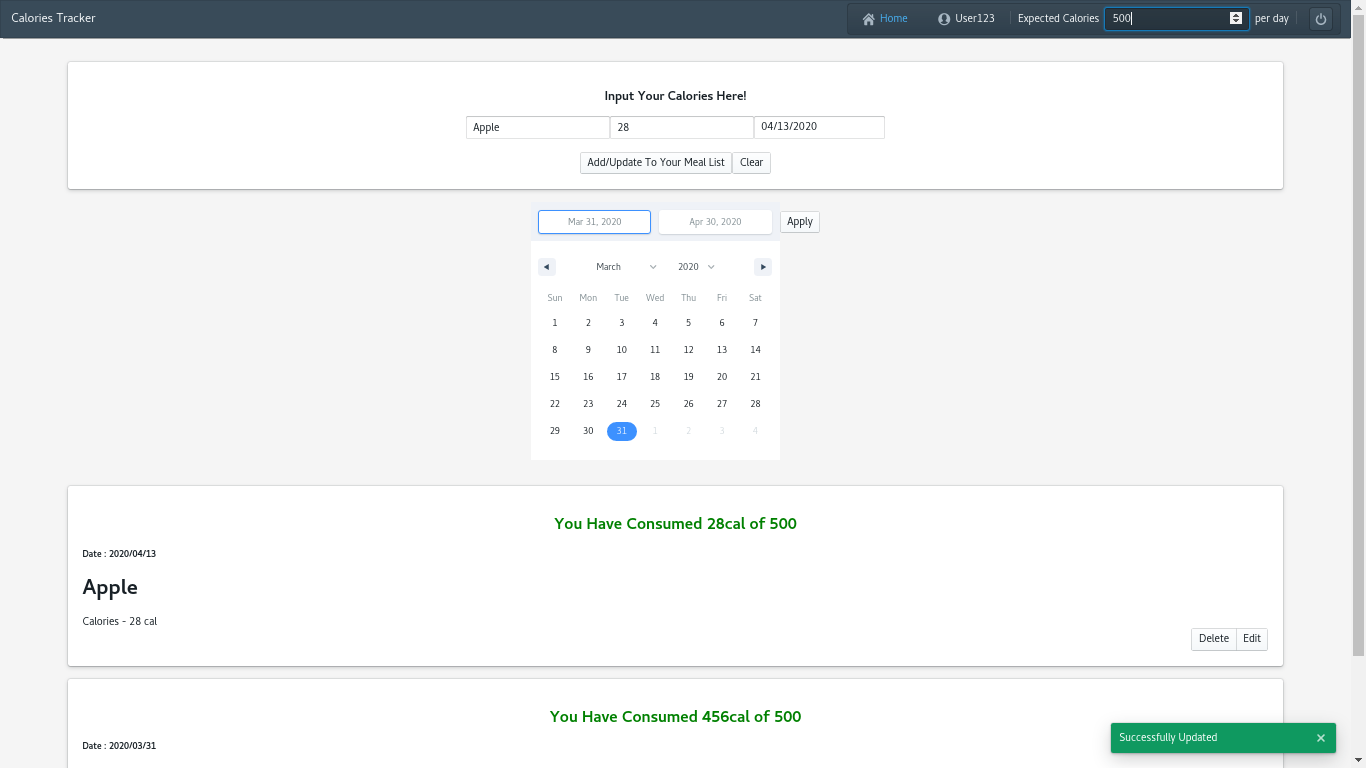 Calories Tracker Home User123 Expected Calories 500 per day
Input Your Calories Here!
Apple 28 04/13/2020
Add/Update To Your Meal List Clear
Mar 31, 2020 Apr 30, 2020 Apply
March 2020
Sun Mon Tue Wed Thu Fri Sat
1 2 3 4 5 6 7
8 9 10 11 12 13 14
15 16 17 18 19 20 21
22 23 24 25 26 27 28
29 30 31 1 2 3 4
You Have Consumed 28cal of 500
Date : 2020/04/13
Apple
Calories - 28 cal
Delete Edit
You Have Consumed 456cal of 500
Successfully Updated
Date : 2020/03/31